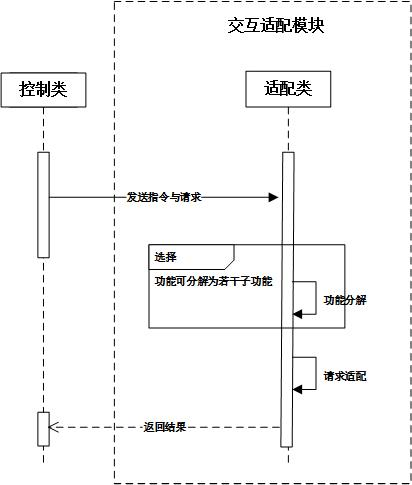 交互适配模块
控制类
适配类
发送指令与请求
选择
功能可分解为若干子功能
功能分解
请求适配
返回结果